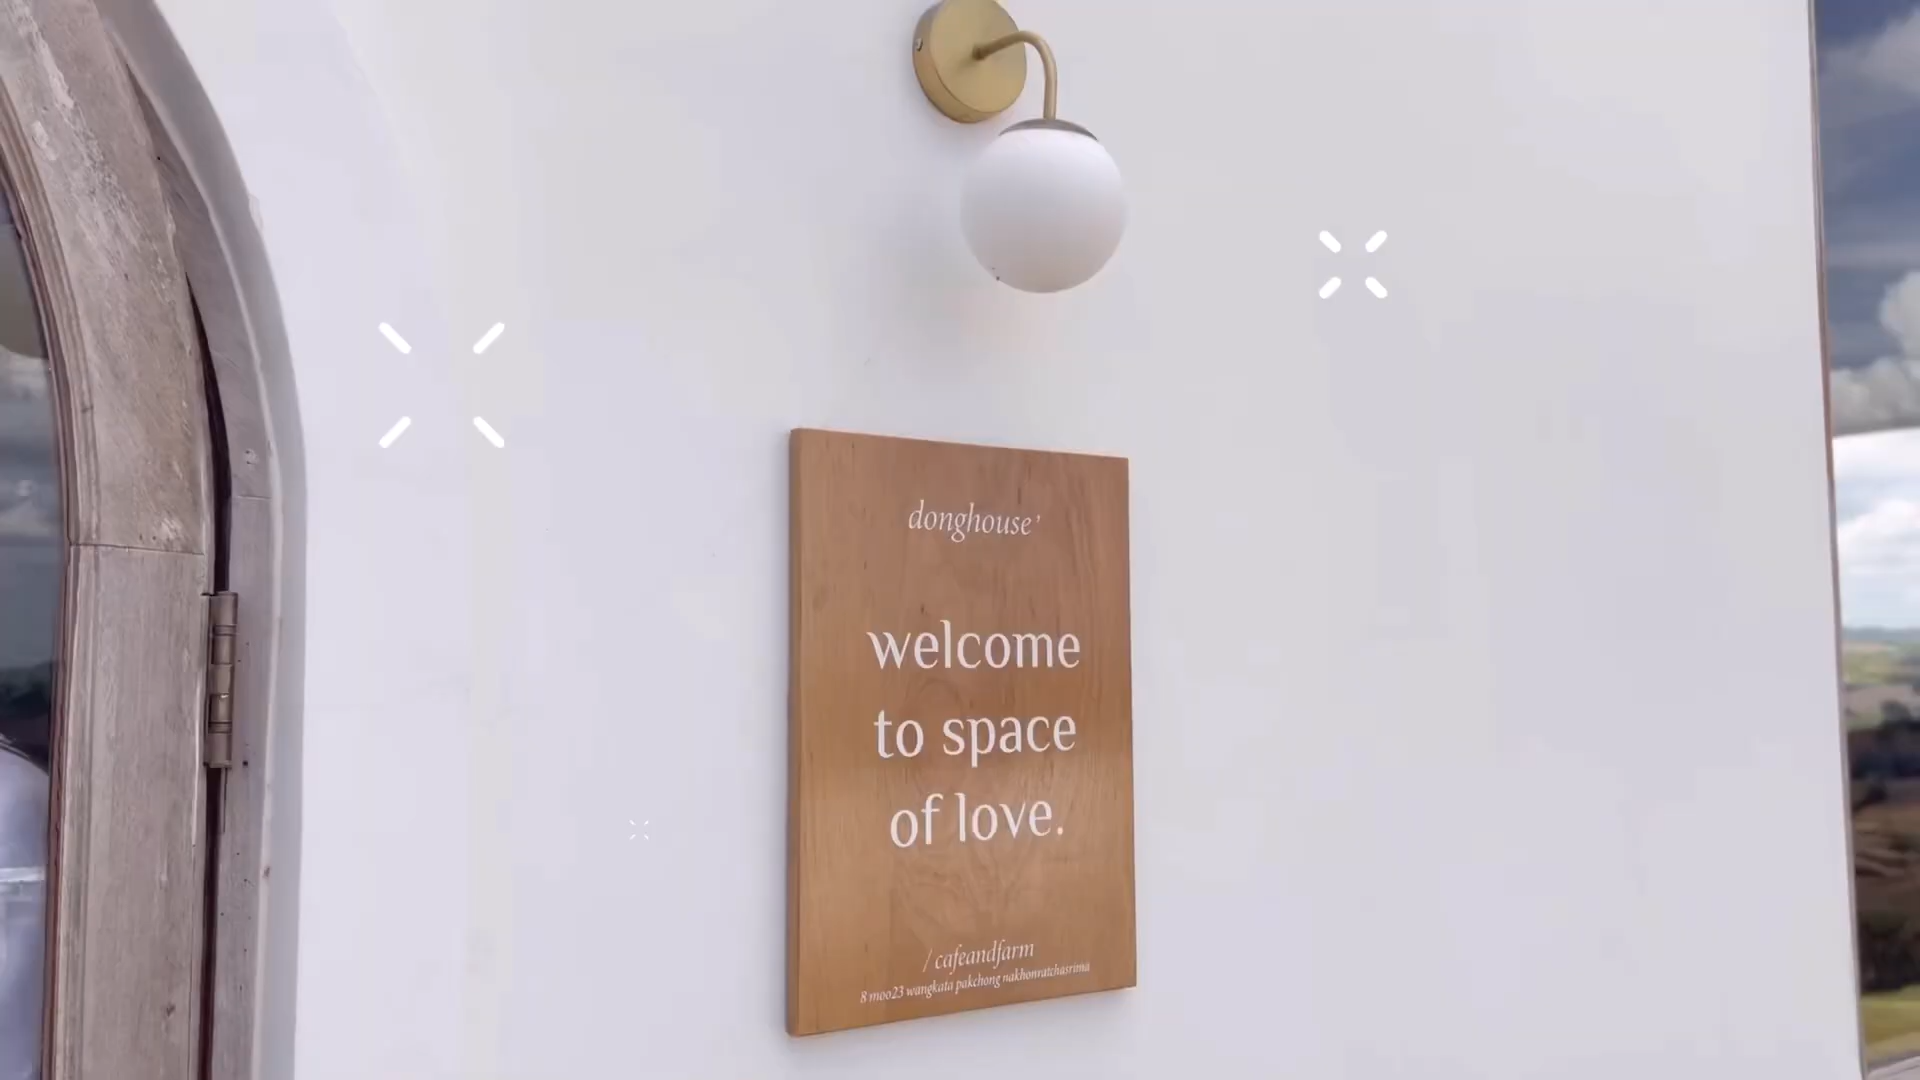 donghouse’
welcome
to space
of love.
/ cafeandfarm
8 moo23 wangkata pakchong nakhonratchasrima